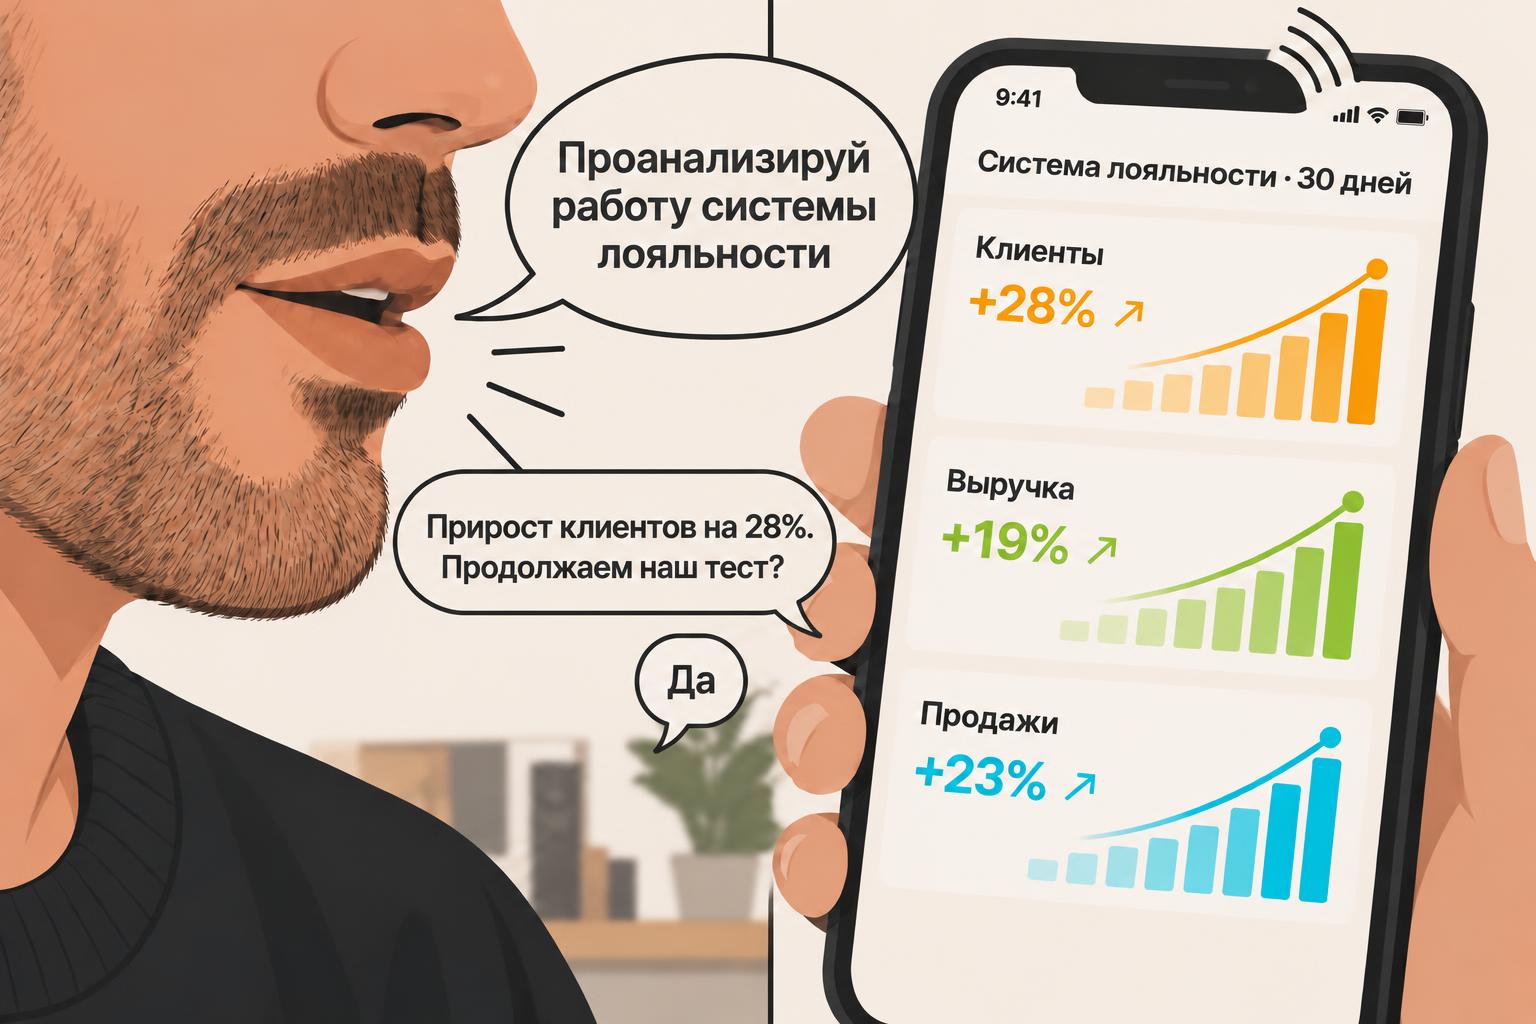 Проанализируй
работу системы
лояльности
Прирост клиентов на 28%.
Продолжаем наш тест?
Да
9:41
Система лояльности · 30 дней
Клиенты
+28% ↗
Выручка
+19% ↗
Продажи
+23% ↗